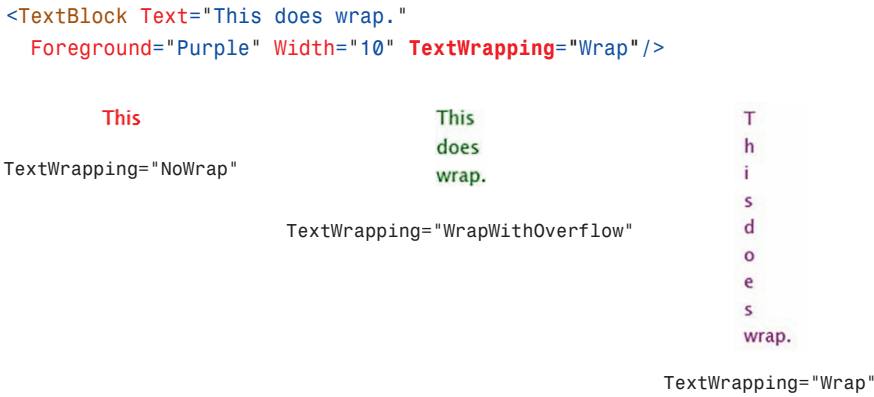 <TextBlock Text="This does wrap."
Foreground="Purple" Width="10" TextWrapping="Wrap"/>
This
TextWrapping="NoWrap"
This
does
wrap.
TextWrapping="WrapWithOverflow"
T
h
i
s
d
o
e
s
wrap.
TextWrapping="Wrap"